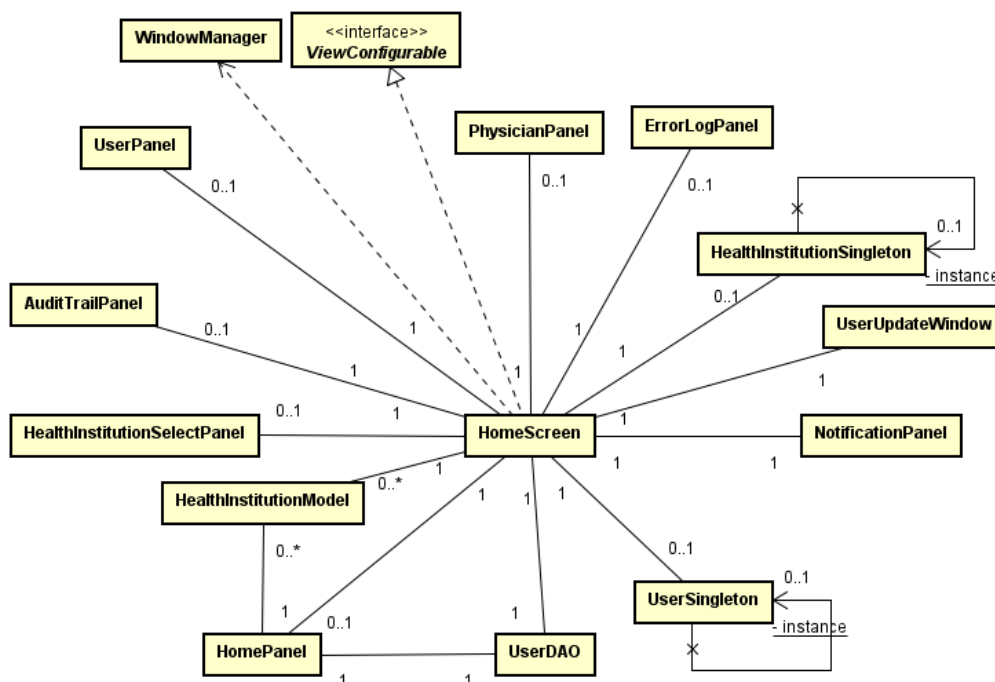 <<interface>>
WindowManager
ViewConfigurable
PhysicianPanel
ErrorLogPanel
UserPanel
0..1
0..1
0..1
0..1
HealthInstitutionSingleton
- instance
AuditTrailPanel
0..1
0..1
UserUpdateWindow
1
1
1
1
1
1
1
0..1
1
1
HealthInstitutionSelectPanel
HomeScreen
NotificationPanel
1
1
1
1
0..*
HealthInstitutionModel
1
1
1
0..*
0..1
0..1
UserSingleton
1
0..1
1
- instance
HomePanel
UserDAO
1
1